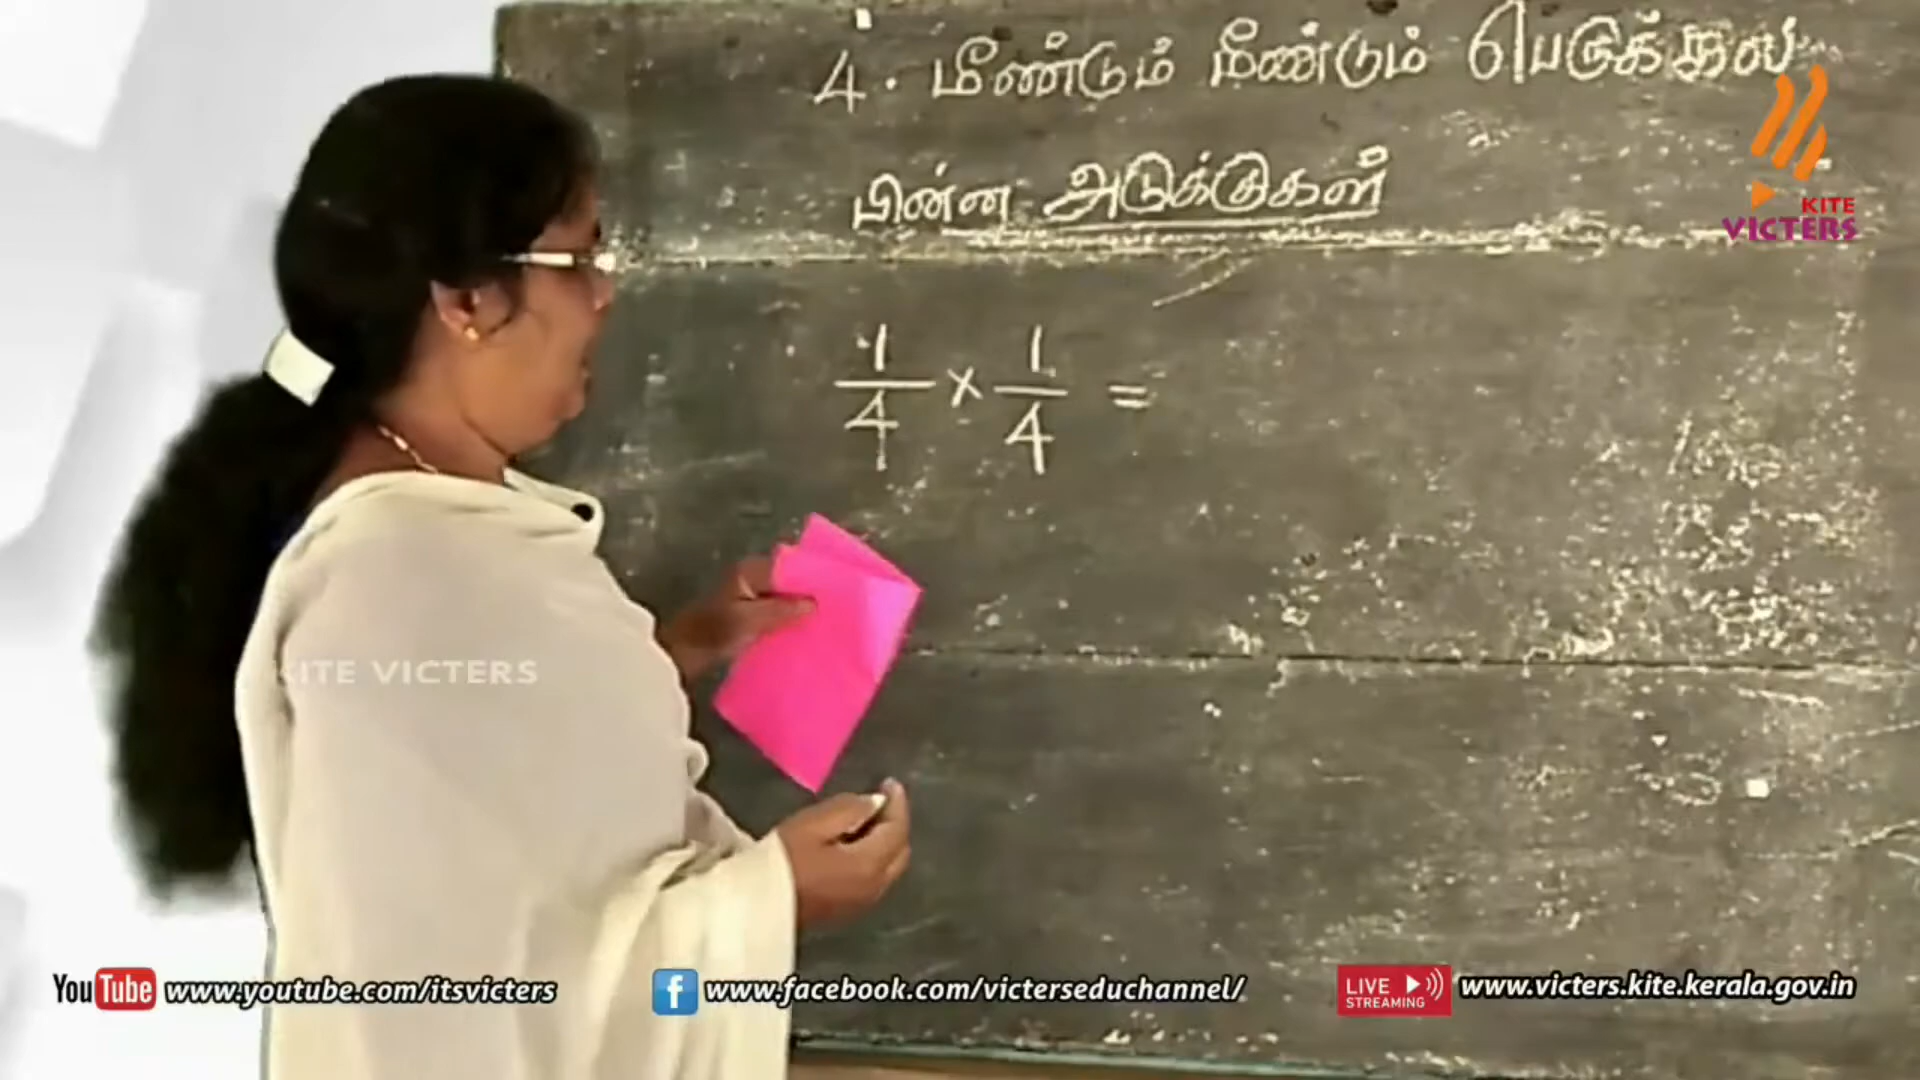 4. மீண்டும் மீண்டும் பெருக்கல்
பின்ன அடுக்குகள்
KITE
VICTERS
1/4 × 1/4 =
KITE VICTERS
YouTube www.youtube.com/itsvicters
f www.facebook.com/victerseduchannel/
LIVE STREAMING www.victers.kite.kerala.gov.in